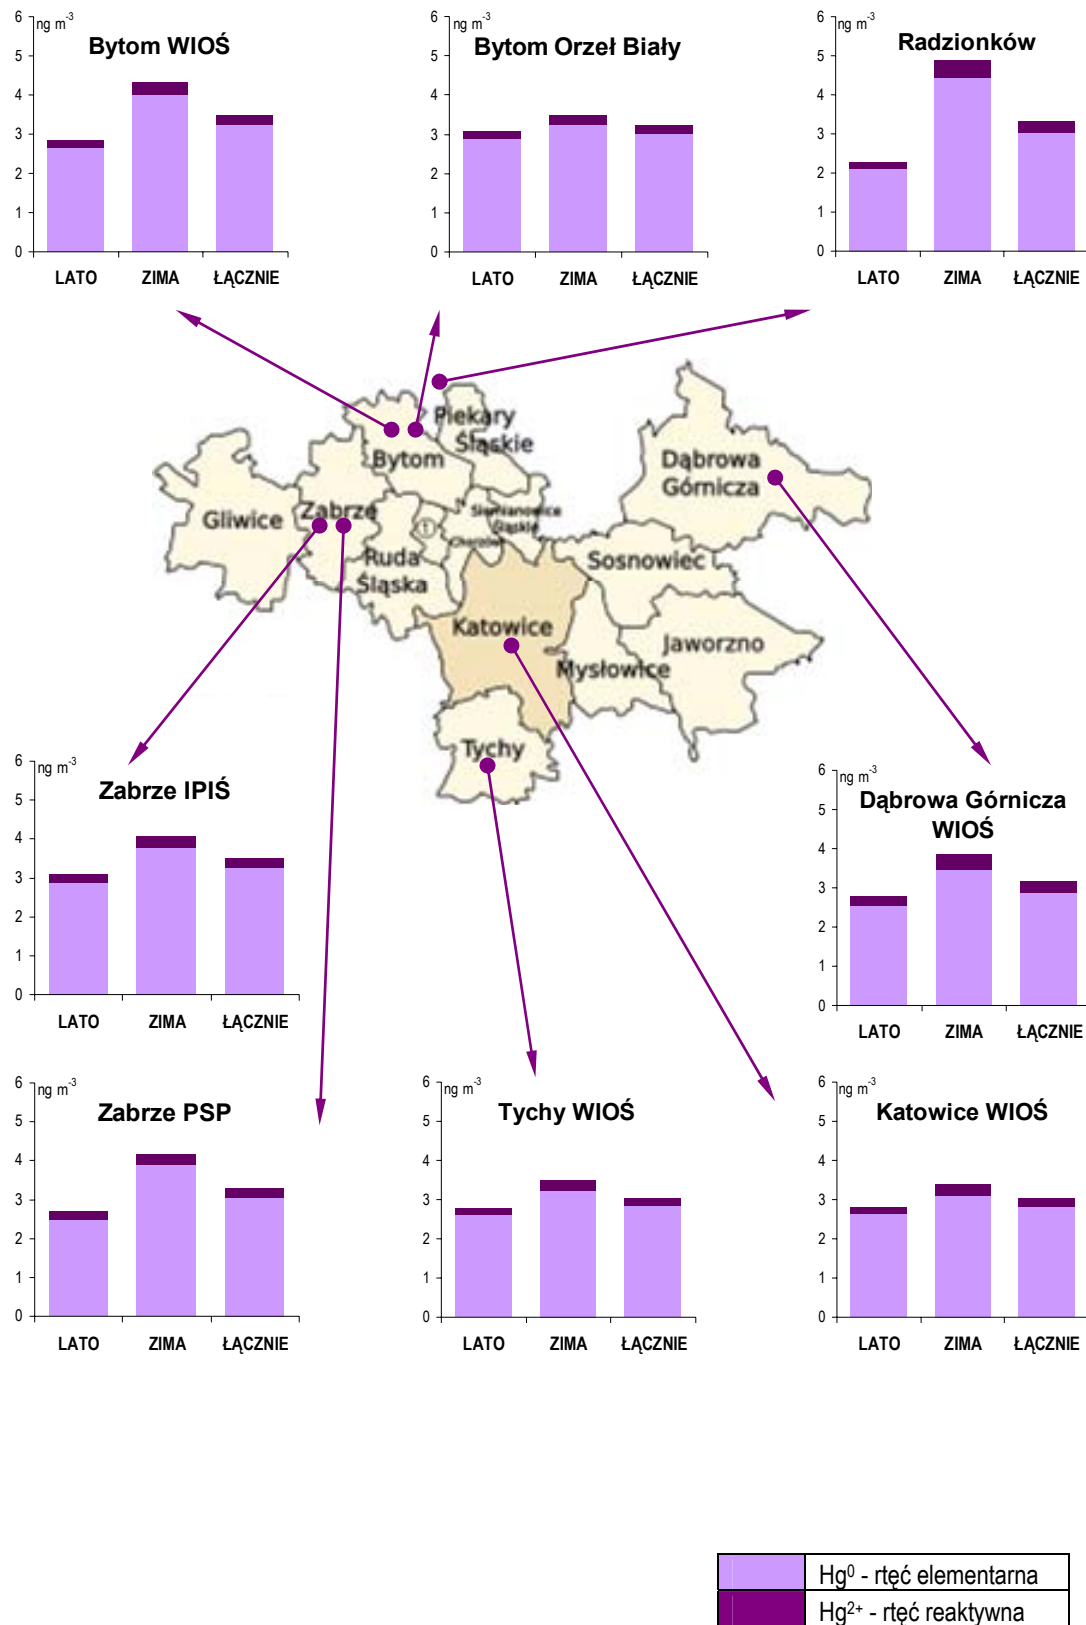 6
ng m-3
Bytom WIOŚ
5
4
3
2
1
0
LATO ZIMA ŁĄCZNIE
6
ng m-3
Bytom Orzeł Biały
5
4
3
2
1
0
LATO ZIMA ŁĄCZNIE
6
ng m-3
Radzionków
5
4
3
2
1
0
LATO ZIMA ŁĄCZNIE
Piekary
Śląskie
Bytom
Dąbrowa
Górnicza
Gliwice
Zabrze
Siemianowice
Śląskie
1
Chorzów
Ruda
Śląska
Sosnowiec
Katowice
Jaworzno
Mysłowice
Tychy
6
ng m-3
Zabrze IPIŚ
5
4
3
2
1
0
LATO ZIMA ŁĄCZNIE
6
ng m-3
Dąbrowa Górnicza
WIOŚ
5
4
3
2
1
0
LATO ZIMA ŁĄCZNIE
6
ng m-3
Zabrze PSP
5
4
3
2
1
0
LATO ZIMA ŁĄCZNIE
6
ng m-3
Tychy WIOŚ
5
4
3
2
1
0
LATO ZIMA ŁĄCZNIE
6
ng m-3
Katowice WIOŚ
5
4
3
2
1
0
LATO ZIMA ŁĄCZNIE
Hg0 - rtęć elementarna
Hg2+ - rtęć reaktywna